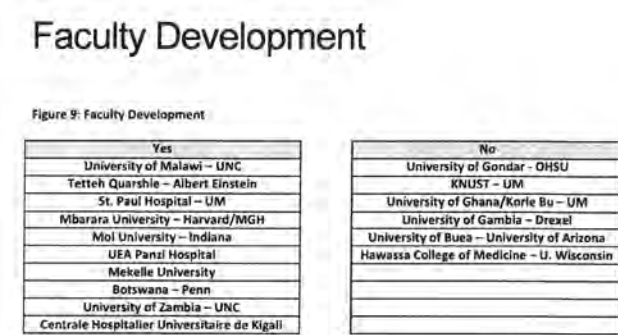 Faculty Development
Figure 9: Faculty Development
Yes
University of Malawi – UNC
Tetteh Quarshie – Albert Einstein
St. Paul Hospital – UM
Mbarara University – Harvard/MGH
Moi University – Indiana
UEA Panzi Hospital
Mekelle University
Botswana – Penn
University of Zambia – UNC
Centrale Hospitalier Universitaire de Kigali
No
University of Gondar - OHSU
KNUST – UM
University of Ghana/Korle Bu – UM
University of Gambia – Drexel
University of Buea – University of Arizona
Hawassa College of Medicine – U. Wisconsin